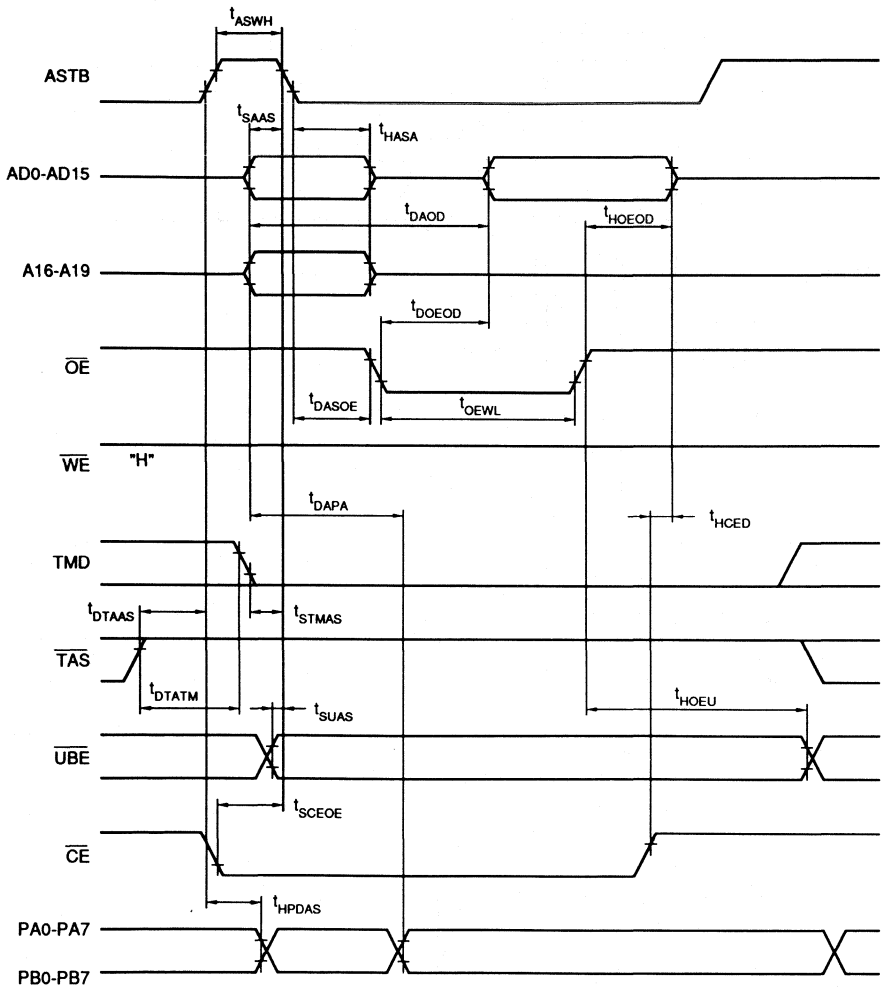 tASWH
ASTB
tSAAS
tHASA
AD0-AD15
tDAOD
tHOEOD
A16-A19
tDOEOD
OE
tDASOE
tOEWL
WE
"H"
tDAPA
tHCED
TMD
tDTAAS
tSTMAS
TAS
tDTATM
tSUAS
tHOEU
UBE
tSCEOE
CE
tHPDAS
PA0-PA7
PB0-PB7